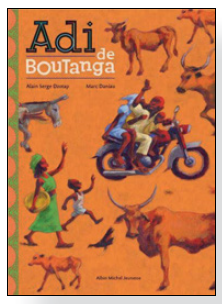 Adi
de
BOUTANGA
Alain Serge Dzotap Marc Daniau
Albin Michel Jeunesse